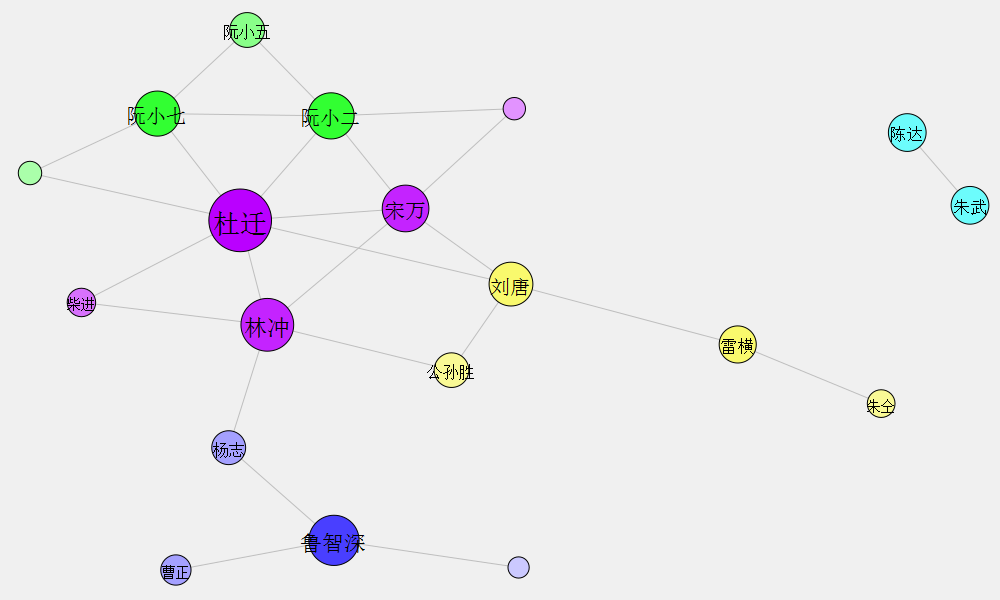 阮小五
阮小七
阮小二
陈达
朱武
宋万
杜迁
刘唐
柴进
林冲
雷横
公孙胜
朱仝
杨志
鲁智深
曹正